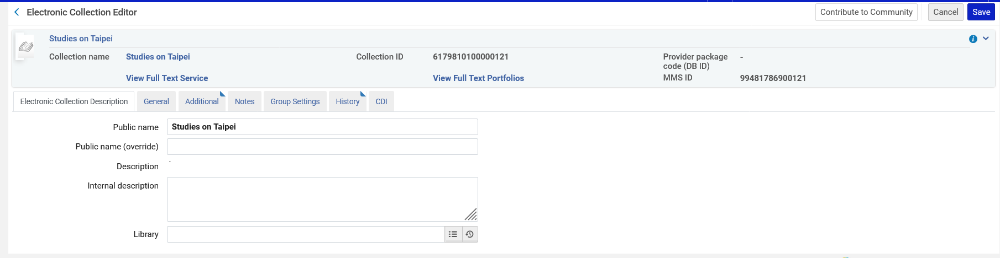 Electronic Collection Editor
Contribute to Community
Cancel
Save
Studies on Taipei
Collection name Studies on Taipei Collection ID 6179810100000121 Provider package code (DB ID) -
View Full Text Service View Full Text Portfolios MMS ID 99481786900121
Electronic Collection Description General Additional Notes Group Settings History CDI
Public name Studies on Taipei
Public name (override)
Description -
Internal description
Library